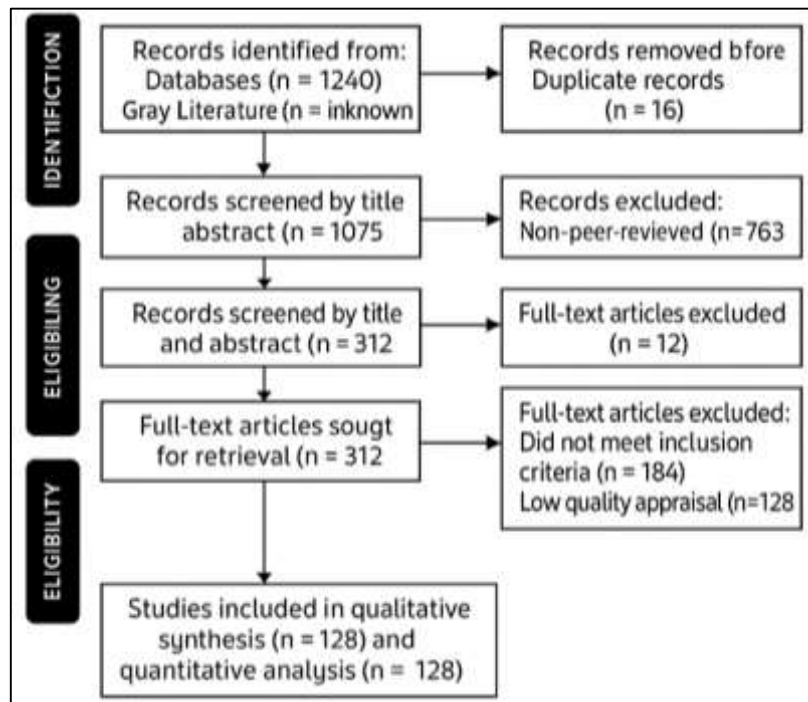 IDENTIFICTION
Records identified from:
Databases (n = 1240)
Gray Literature (n = inknown
Records removed bfore
Duplicate records
(n = 16)
Records screened by title
abstract (n = 1075
Records excluded:
Non-peer-revieved (n=763
ELIGIBILING
Records screened by title
and abstract (n = 312
Full-text articles excluded
(n = 12)
Full-text articles sougt
for retrieval (n = 312
Full-text articles excluded:
Did not meet inclusion
criteria (n = 184)
Low quality appraisal (n=128
ELIGIBILITY
Studies included in qualitative
synthesis (n = 128) and
quantitative analysis (n = 128)